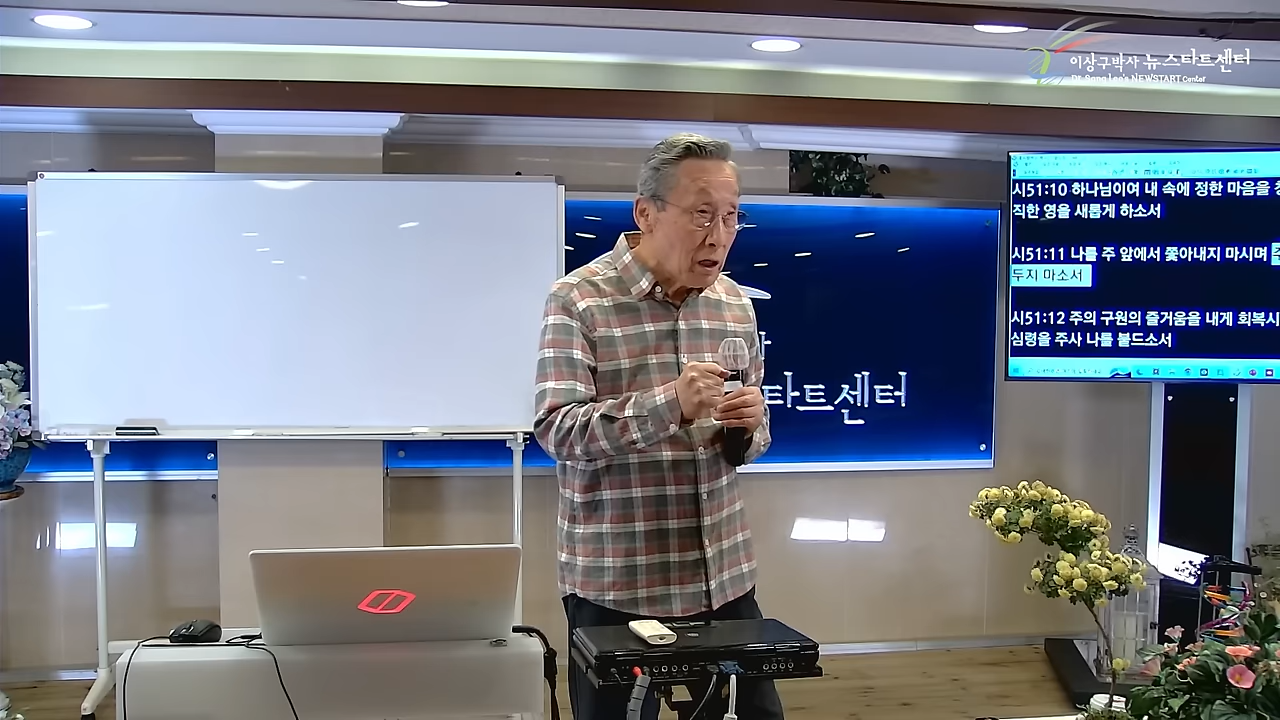 이상구박사 뉴스타트센터
Dr. Sang Lee's NEWSTART Center
시51:10 하나님이여 내 속에 정한 마음을
직한 영을 새롭게 하소서
시51:11 나를 주 앞에서 쫓아내지 마시며
두지 마소서
시51:12 주의 구원의 즐거움을 내게 회복시
심령을 주사 나를 붙드소서
타트센터